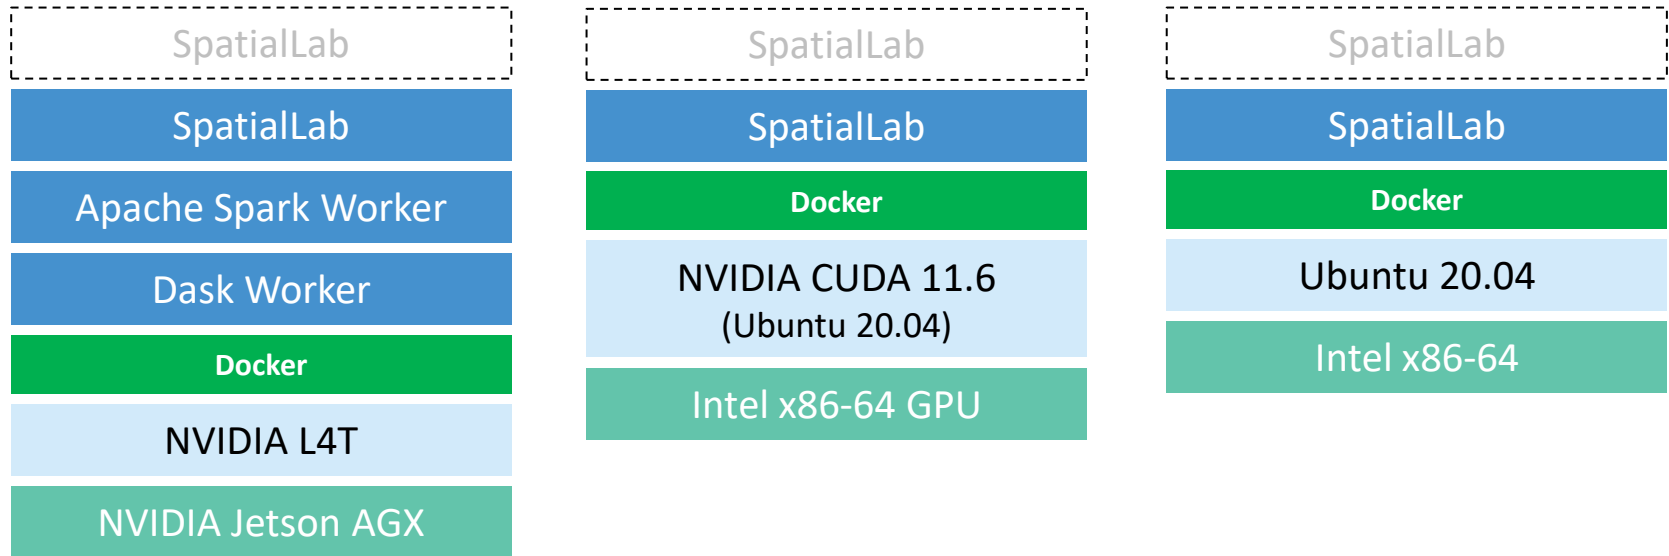 SpatialLab
SpatialLab
Apache Spark Worker
Dask Worker
Docker
NVIDIA L4T
NVIDIA Jetson AGX
SpatialLab
SpatialLab
Docker
NVIDIA CUDA 11.6
(Ubuntu 20.04)
Intel x86-64 GPU
SpatialLab
SpatialLab
Docker
Ubuntu 20.04
Intel x86-64